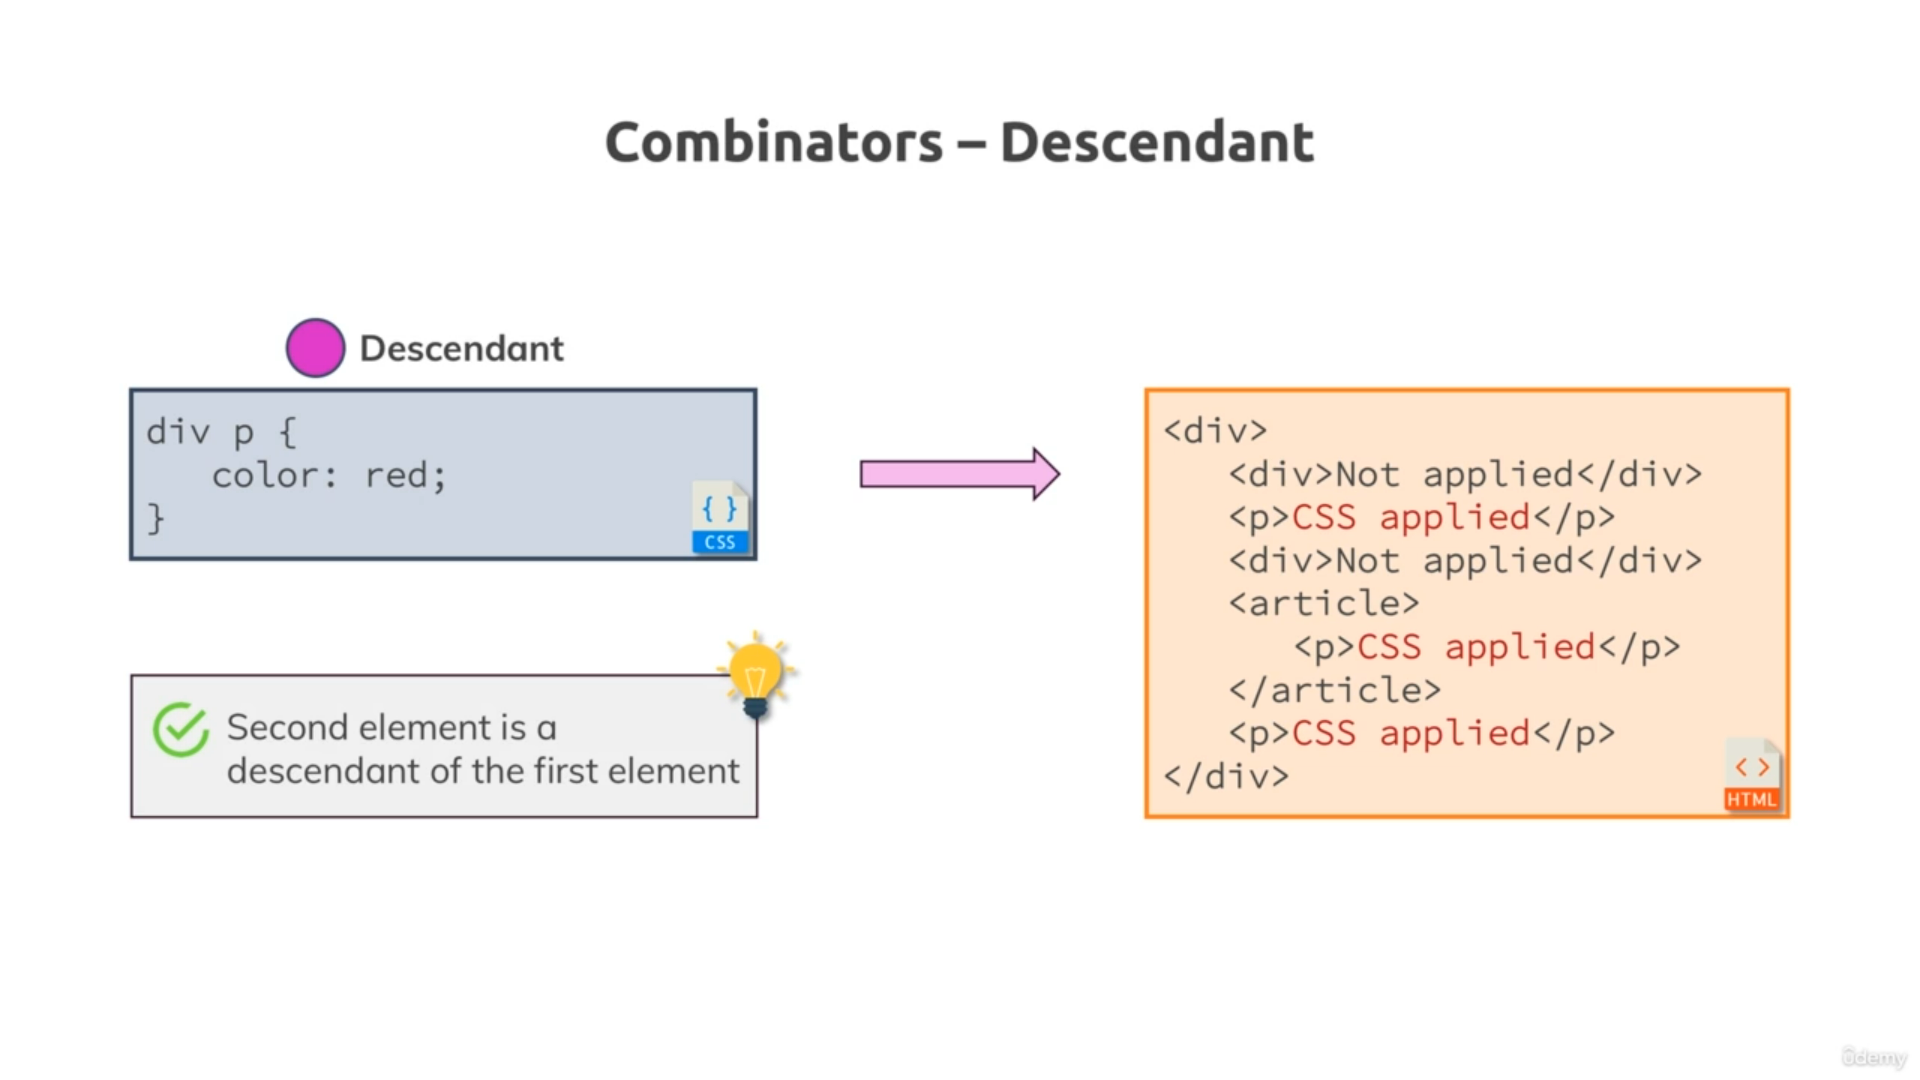 Combinators – Descendant
Descendant
div p {
color: red;
}
{ }
CSS
Second element is a
descendant of the first element
<div>
<div>Not applied</div>
<p>CSS applied</p>
<div>Not applied</div>
<article>
<p>CSS applied</p>
</article>
<p>CSS applied</p>
</div>
< >
HTML
ûdemy